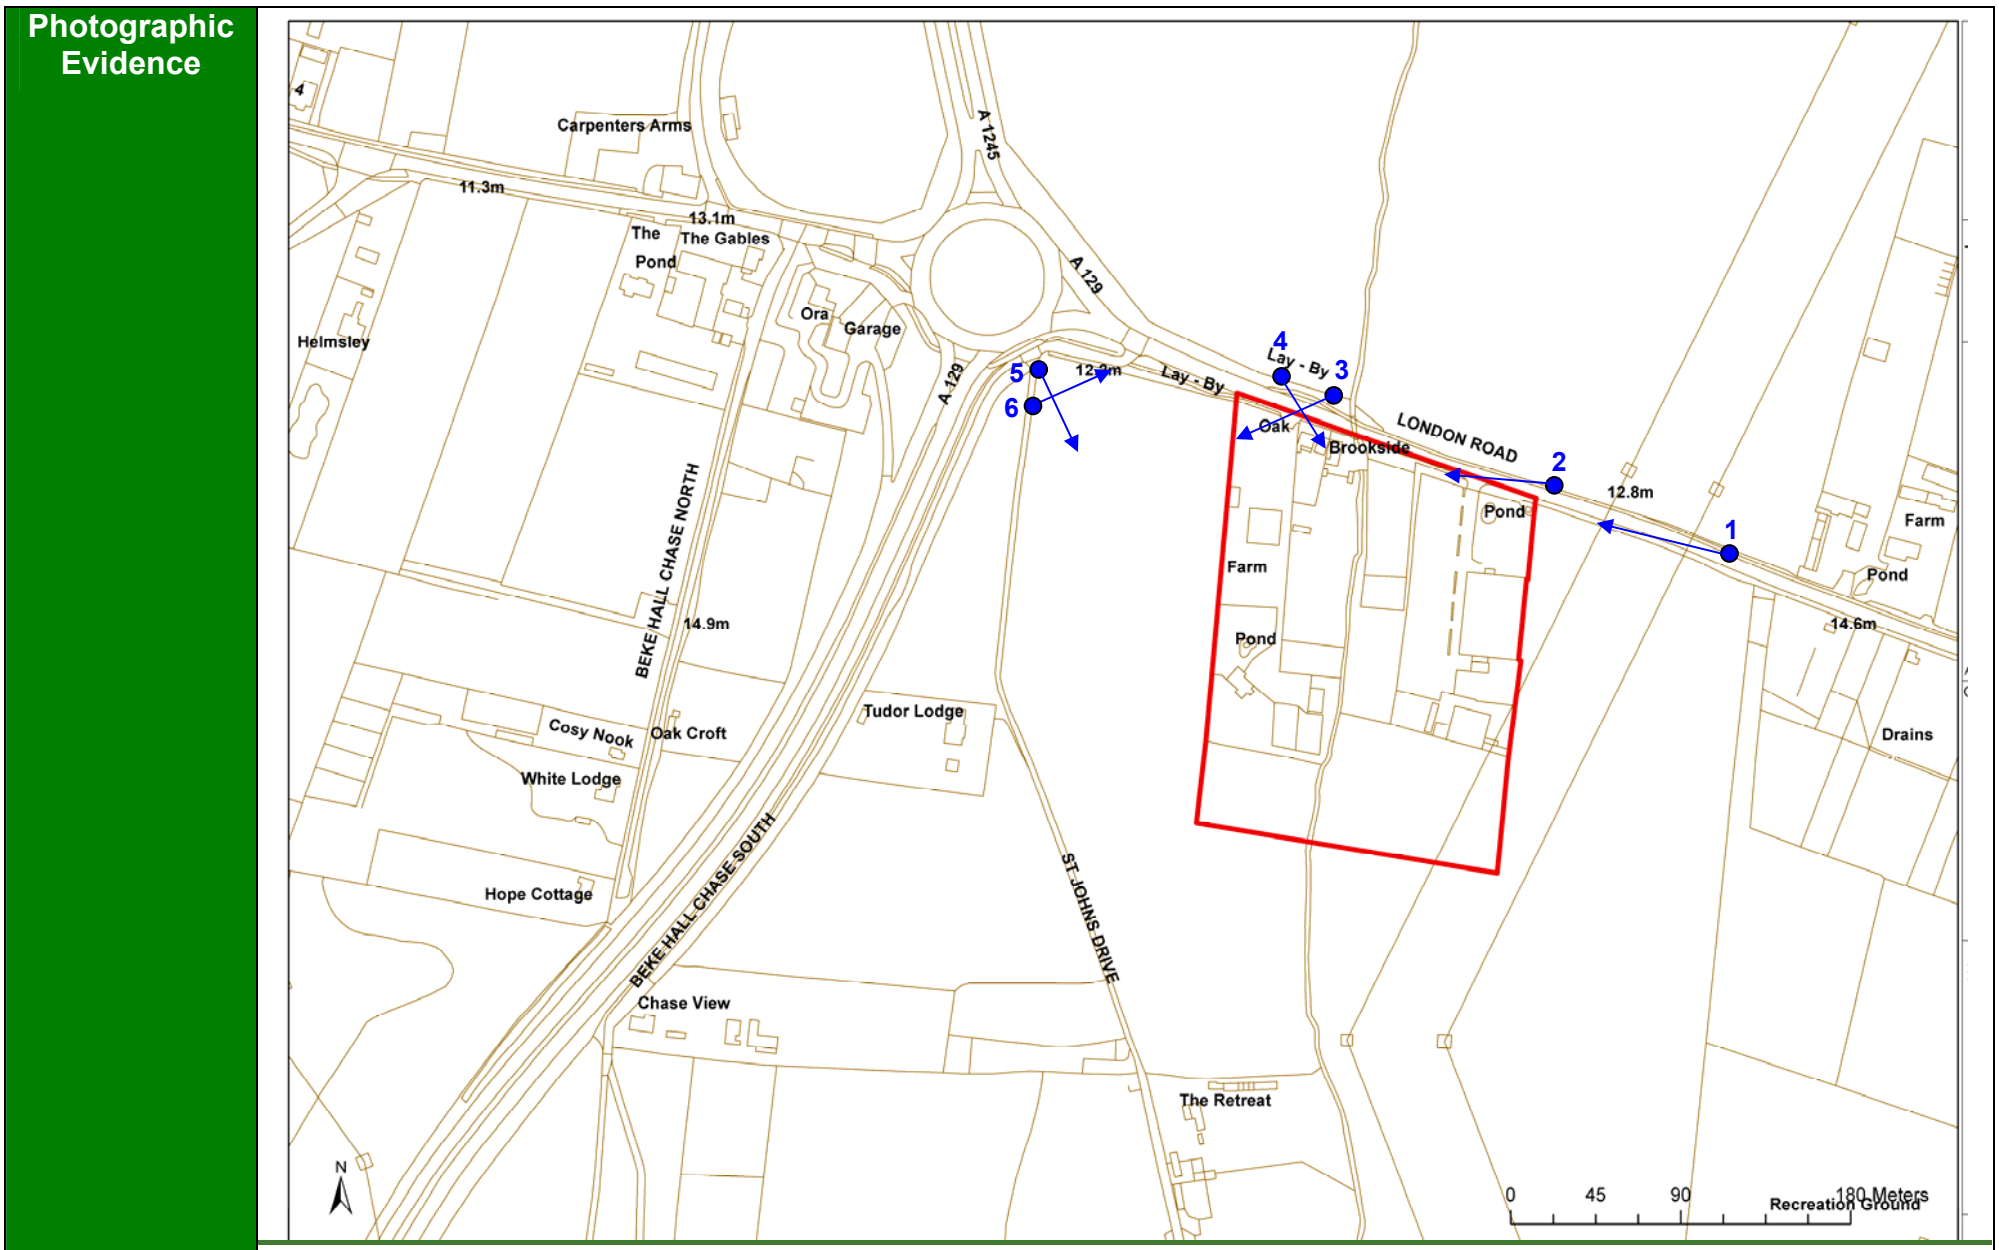 Photographic
Evidence
4
Carpenters Arms
A 1245
11.3m
13.1m
The
The Gables
Pond
A 129
Ora
Garage
Helmsley
4
Lay - By
3
5
12.2m
Lay - By
A 129
6
Oak
LONDON ROAD
Brookside
2
12.8m
Pond
Farm
1
BEKE HALL CHASE NORTH
Farm
Pond
14.9m
14.6m
Pond
Tudor Lodge
Cosy Nook
Oak Croft
Drains
White Lodge
BEKE HALL CHASE SOUTH
ST JOHNS DRIVE
Hope Cottage
Chase View
The Retreat
N
0 45 90 180 Meters
Recreation Ground